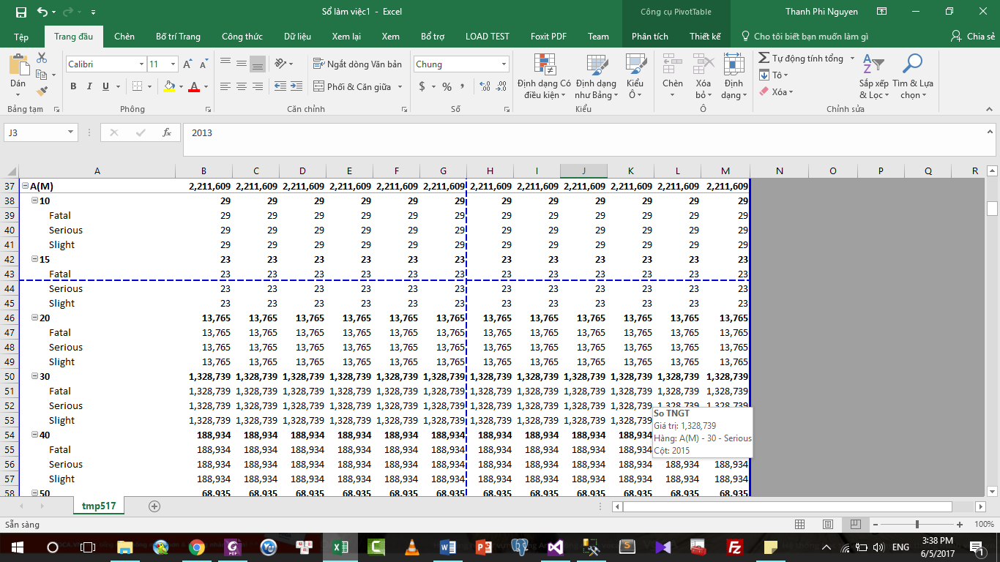 Sổ làm việc1 - Excel
Công cụ PivotTable
Thanh Phi Nguyen
Tệp Trang đầu Chèn Bố trí Trang Công thức Dữ liệu Xem lại Xem Bổ trợ LOAD TEST Foxit PDF Team Phân tích Thiết kế Cho tôi biết bạn muốn làm gì Chia sẻ
Dán
Calibri 11
B I U
Ngắt dòng Văn bản
Phối & Căn giữa
Chung
$ % ,
Định dạng Có điều kiện
Định dạng như Bảng
Kiểu Ô
Chèn
Xóa bỏ
Định dạng
Tự động tính tổng
Tô
Xóa
Sắp xếp & Lọc
Tìm & Lựa chọn
Bảng tạm Phông Căn chỉnh Số Kiểu Ô Chỉnh sửa
J3 fx 2013
A B C D E F G H I J K L M N O P Q R
37 A(M) 2,211,609 2,211,609 2,211,609 2,211,609 2,211,609 2,211,609 2,211,609 2,211,609 2,211,609 2,211,609 2,211,609 2,211,609
38 10 29 29 29 29 29 29 29 29 29 29 29 29
39 Fatal 29 29 29 29 29 29 29 29 29 29 29 29
40 Serious 29 29 29 29 29 29 29 29 29 29 29 29
41 Slight 29 29 29 29 29 29 29 29 29 29 29 29
42 15 23 23 23 23 23 23 23 23 23 23 23 23
43 Fatal 23 23 23 23 23 23 23 23 23 23 23 23
44 Serious 23 23 23 23 23 23 23 23 23 23 23 23
45 Slight 23 23 23 23 23 23 23 23 23 23 23 23
46 20 13,765 13,765 13,765 13,765 13,765 13,765 13,765 13,765 13,765 13,765 13,765 13,765
47 Fatal 13,765 13,765 13,765 13,765 13,765 13,765 13,765 13,765 13,765 13,765 13,765 13,765
48 Serious 13,765 13,765 13,765 13,765 13,765 13,765 13,765 13,765 13,765 13,765 13,765 13,765
49 Slight 13,765 13,765 13,765 13,765 13,765 13,765 13,765 13,765 13,765 13,765 13,765 13,765
50 30 1,328,739 1,328,739 1,328,739 1,328,739 1,328,739 1,328,739 1,328,739 1,328,739 1,328,739 1,328,739 1,328,739 1,328,739
51 Fatal 1,328,739 1,328,739 1,328,739 1,328,739 1,328,739 1,328,739 1,328,739 1,328,739 1,328,739 1,328,739 1,328,739 1,328,739
52 Serious 1,328,739 1,328,739 1,328,739 1,328,739 1,328,739 1,328,739 1,328,739 1,328,739 1,328,739 1,328,739 1,328,739 1,328,739
53 Slight 1,328,739 1,328,739 1,328,739 1,328,739 1,328,739 1,328,739 1,328,739 1,328,739 1,328,739 1,328,739
54 40 188,934 188,934 188,934 188,934 188,934 188,934 188,934 188,934 188,934 188,934
55 Fatal 188,934 188,934 188,934 188,934 188,934 188,934 188,934 188,934 188,934 188,934
56 Serious 188,934 188,934 188,934 188,934 188,934 188,934 188,934 188,934 188,934 188,934 188,934 188,934
57 Slight 188,934 188,934 188,934 188,934 188,934 188,934 188,934 188,934 188,934 188,934 188,934 188,934
58 50 68,935 68,935 68,935 68,935 68,935 68,935 68,935 68,935 68,935 68,935 68,935 68,935
So TNGT
Giá trị: 1,328,739
Hàng: A(M) - 30 - Serious
Cột: 2015
tmp517
Sẵn sàng
100%
ENG
3:38 PM
6/5/2017